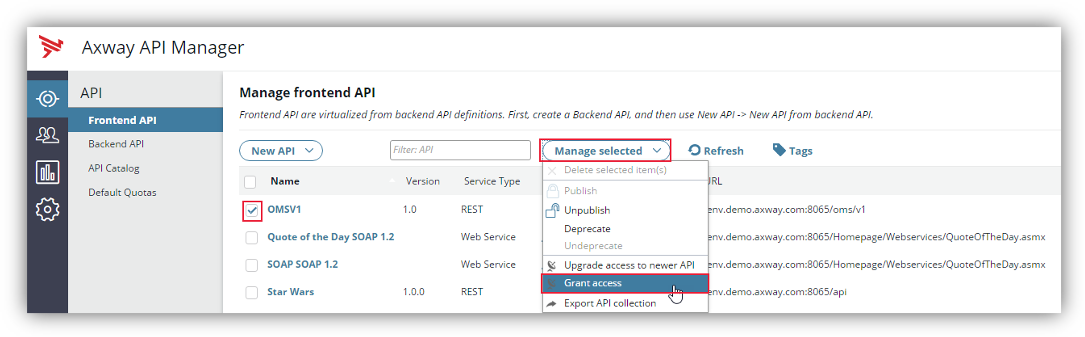 Axway API Manager
API
Frontend API
Backend API
API Catalog
Default Quotas
Manage frontend API
Frontend API are virtualized from backend API definitions. First, create a Backend API, and then use New API -> New API from backend API.
New API Filter: API Manage selected Refresh Tags
Name Version Service Type URL
OMSV1 1.0 REST env.demo.axway.com:8065/oms/v1
Quote of the Day SOAP 1.2 Web Service env.demo.axway.com:8065/Homepage/Webservices/QuoteOfTheDay.asmx
SOAP SOAP 1.2 Web Service env.demo.axway.com:8065/Homepage/Webservices/QuoteOfTheDay.asmx
Star Wars 1.0.0 REST env.demo.axway.com:8065/api
Delete selected item(s)
Publish
Unpublish
Deprecate
Undeprecate
Upgrade access to newer API
Grant access
Export API collection